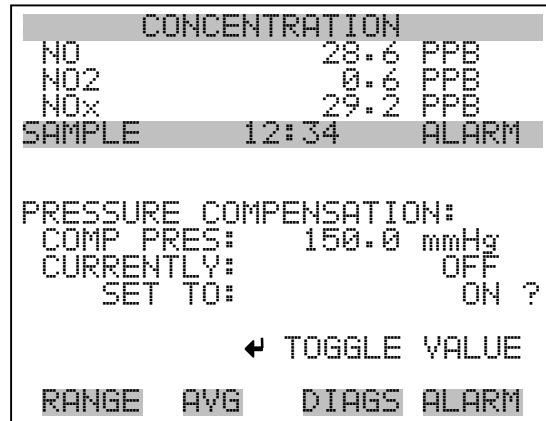 CONCENTRATION
NO 28.6 PPB
NO2 0.6 PPB
NOx 29.2 PPB
SAMPLE 12:34 ALARM
PRESSURE COMPENSATION:
COMP PRES: 150.0 mmHg
CURRENTLY: OFF
SET TO: ON ?
↵ TOGGLE VALUE
RANGE AVG DIAGS ALARM